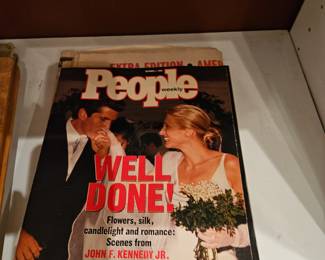 EXTRA EDITION • AMER
People
weekly
WELL
DONE!
Flowers, silk,
candlelight and romance:
Scenes from
JOHN F. KENNEDY JR.